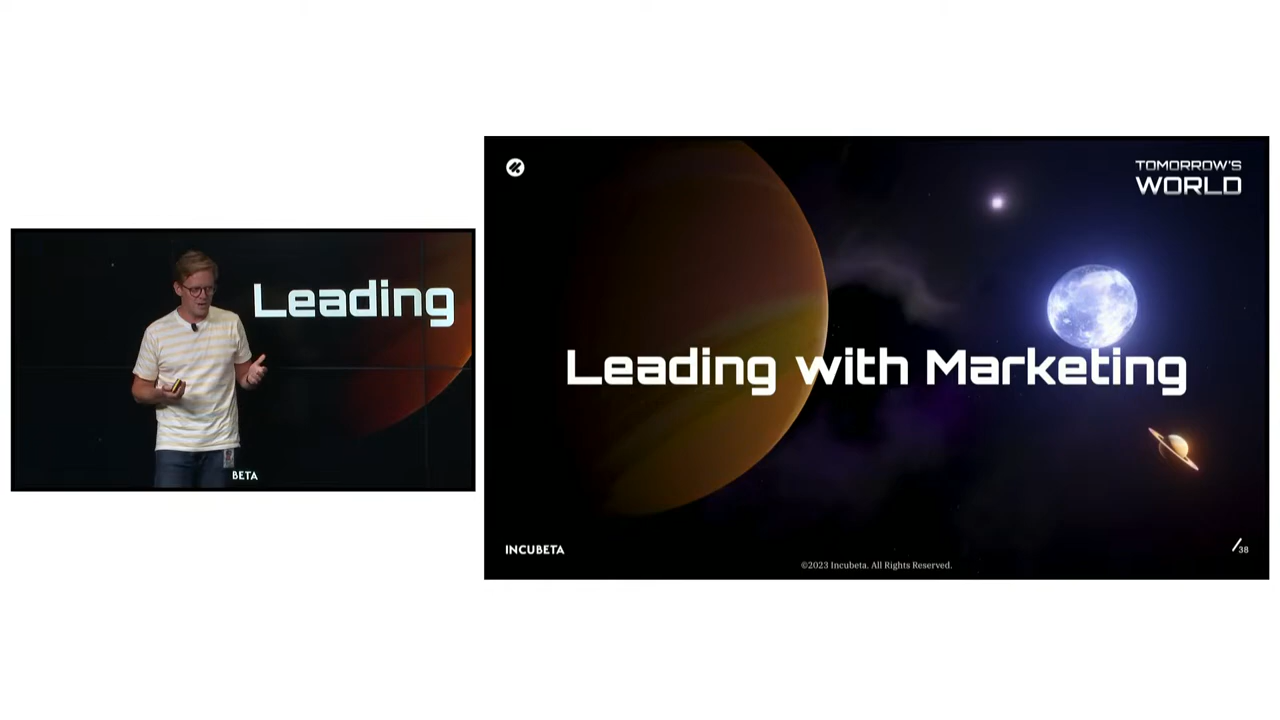 Leading
BETA
TOMORROW'S
WORLD
Leading with Marketing
INCUBETA
©2023 Incubeta. All Rights Reserved.
/38